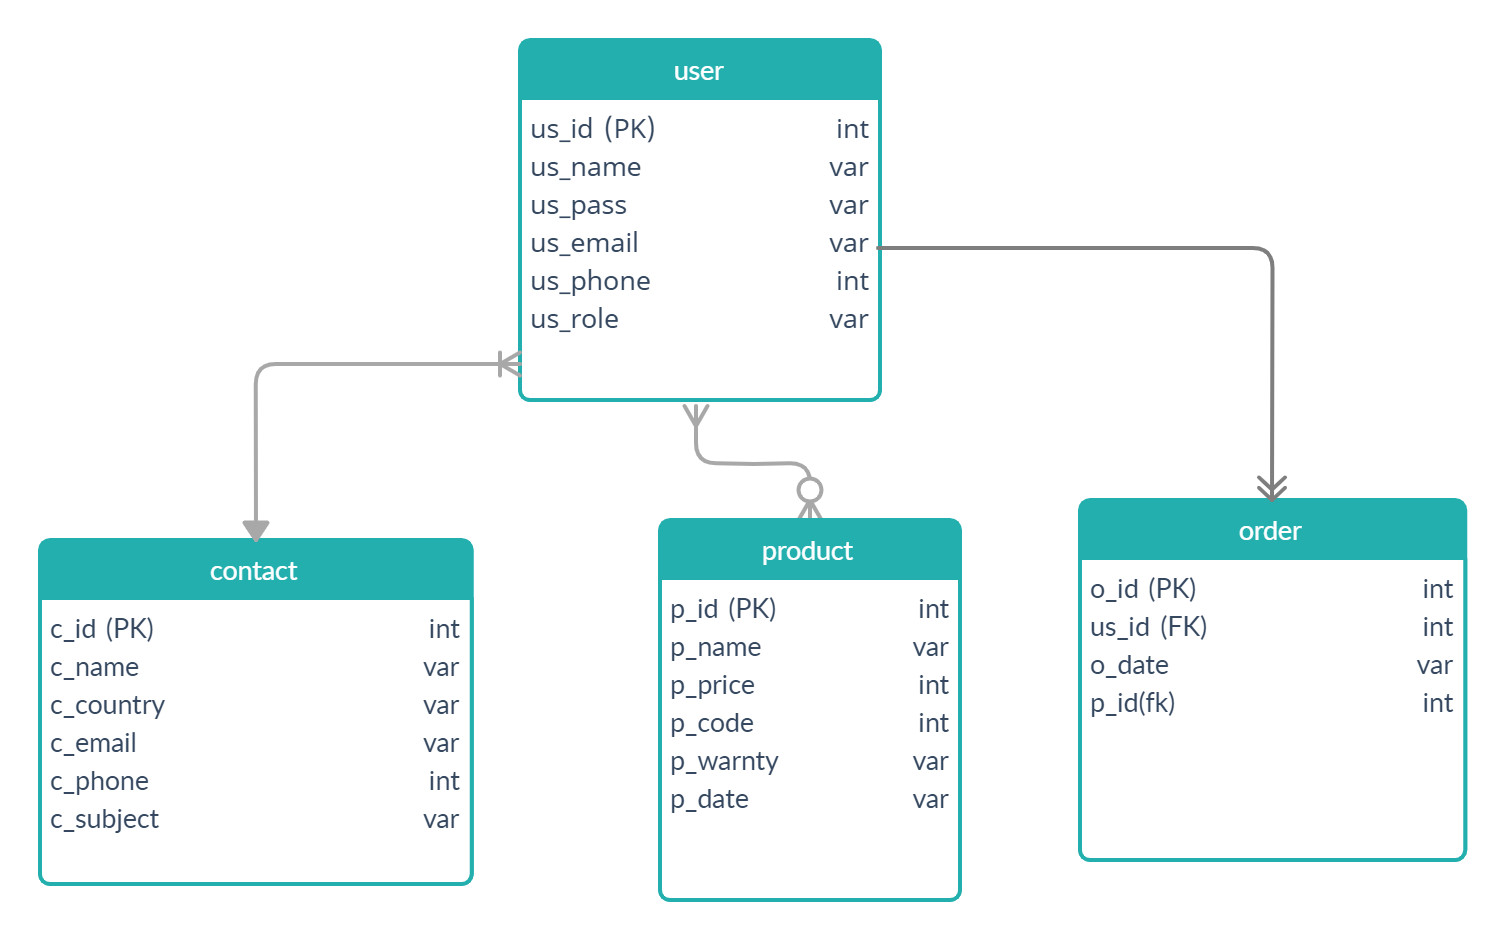 user
us_id (PK) int
us_name var
us_pass var
us_email var
us_phone int
us_role var
contact
c_id (PK) int
c_name var
c_country var
c_email var
c_phone int
c_subject var
product
p_id (PK) int
p_name var
p_price int
p_code int
p_warnty var
p_date var
order
o_id (PK) int
us_id (FK) int
o_date var
p_id(fk) int